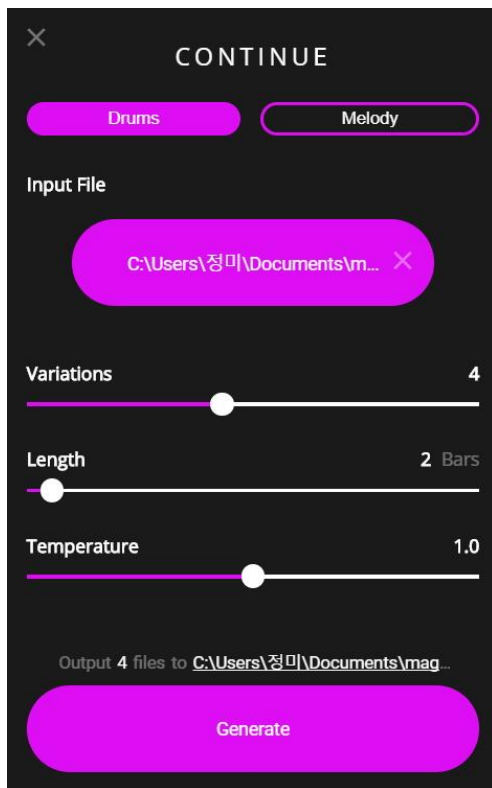 CONTINUE
Drums Melody
Input File
C:\Users\정미\Documents\m...
Variations 4
Length 2 Bars
Temperature 1.0
Output 4 files to C:\Users\정미\Documents\mag...
Generate